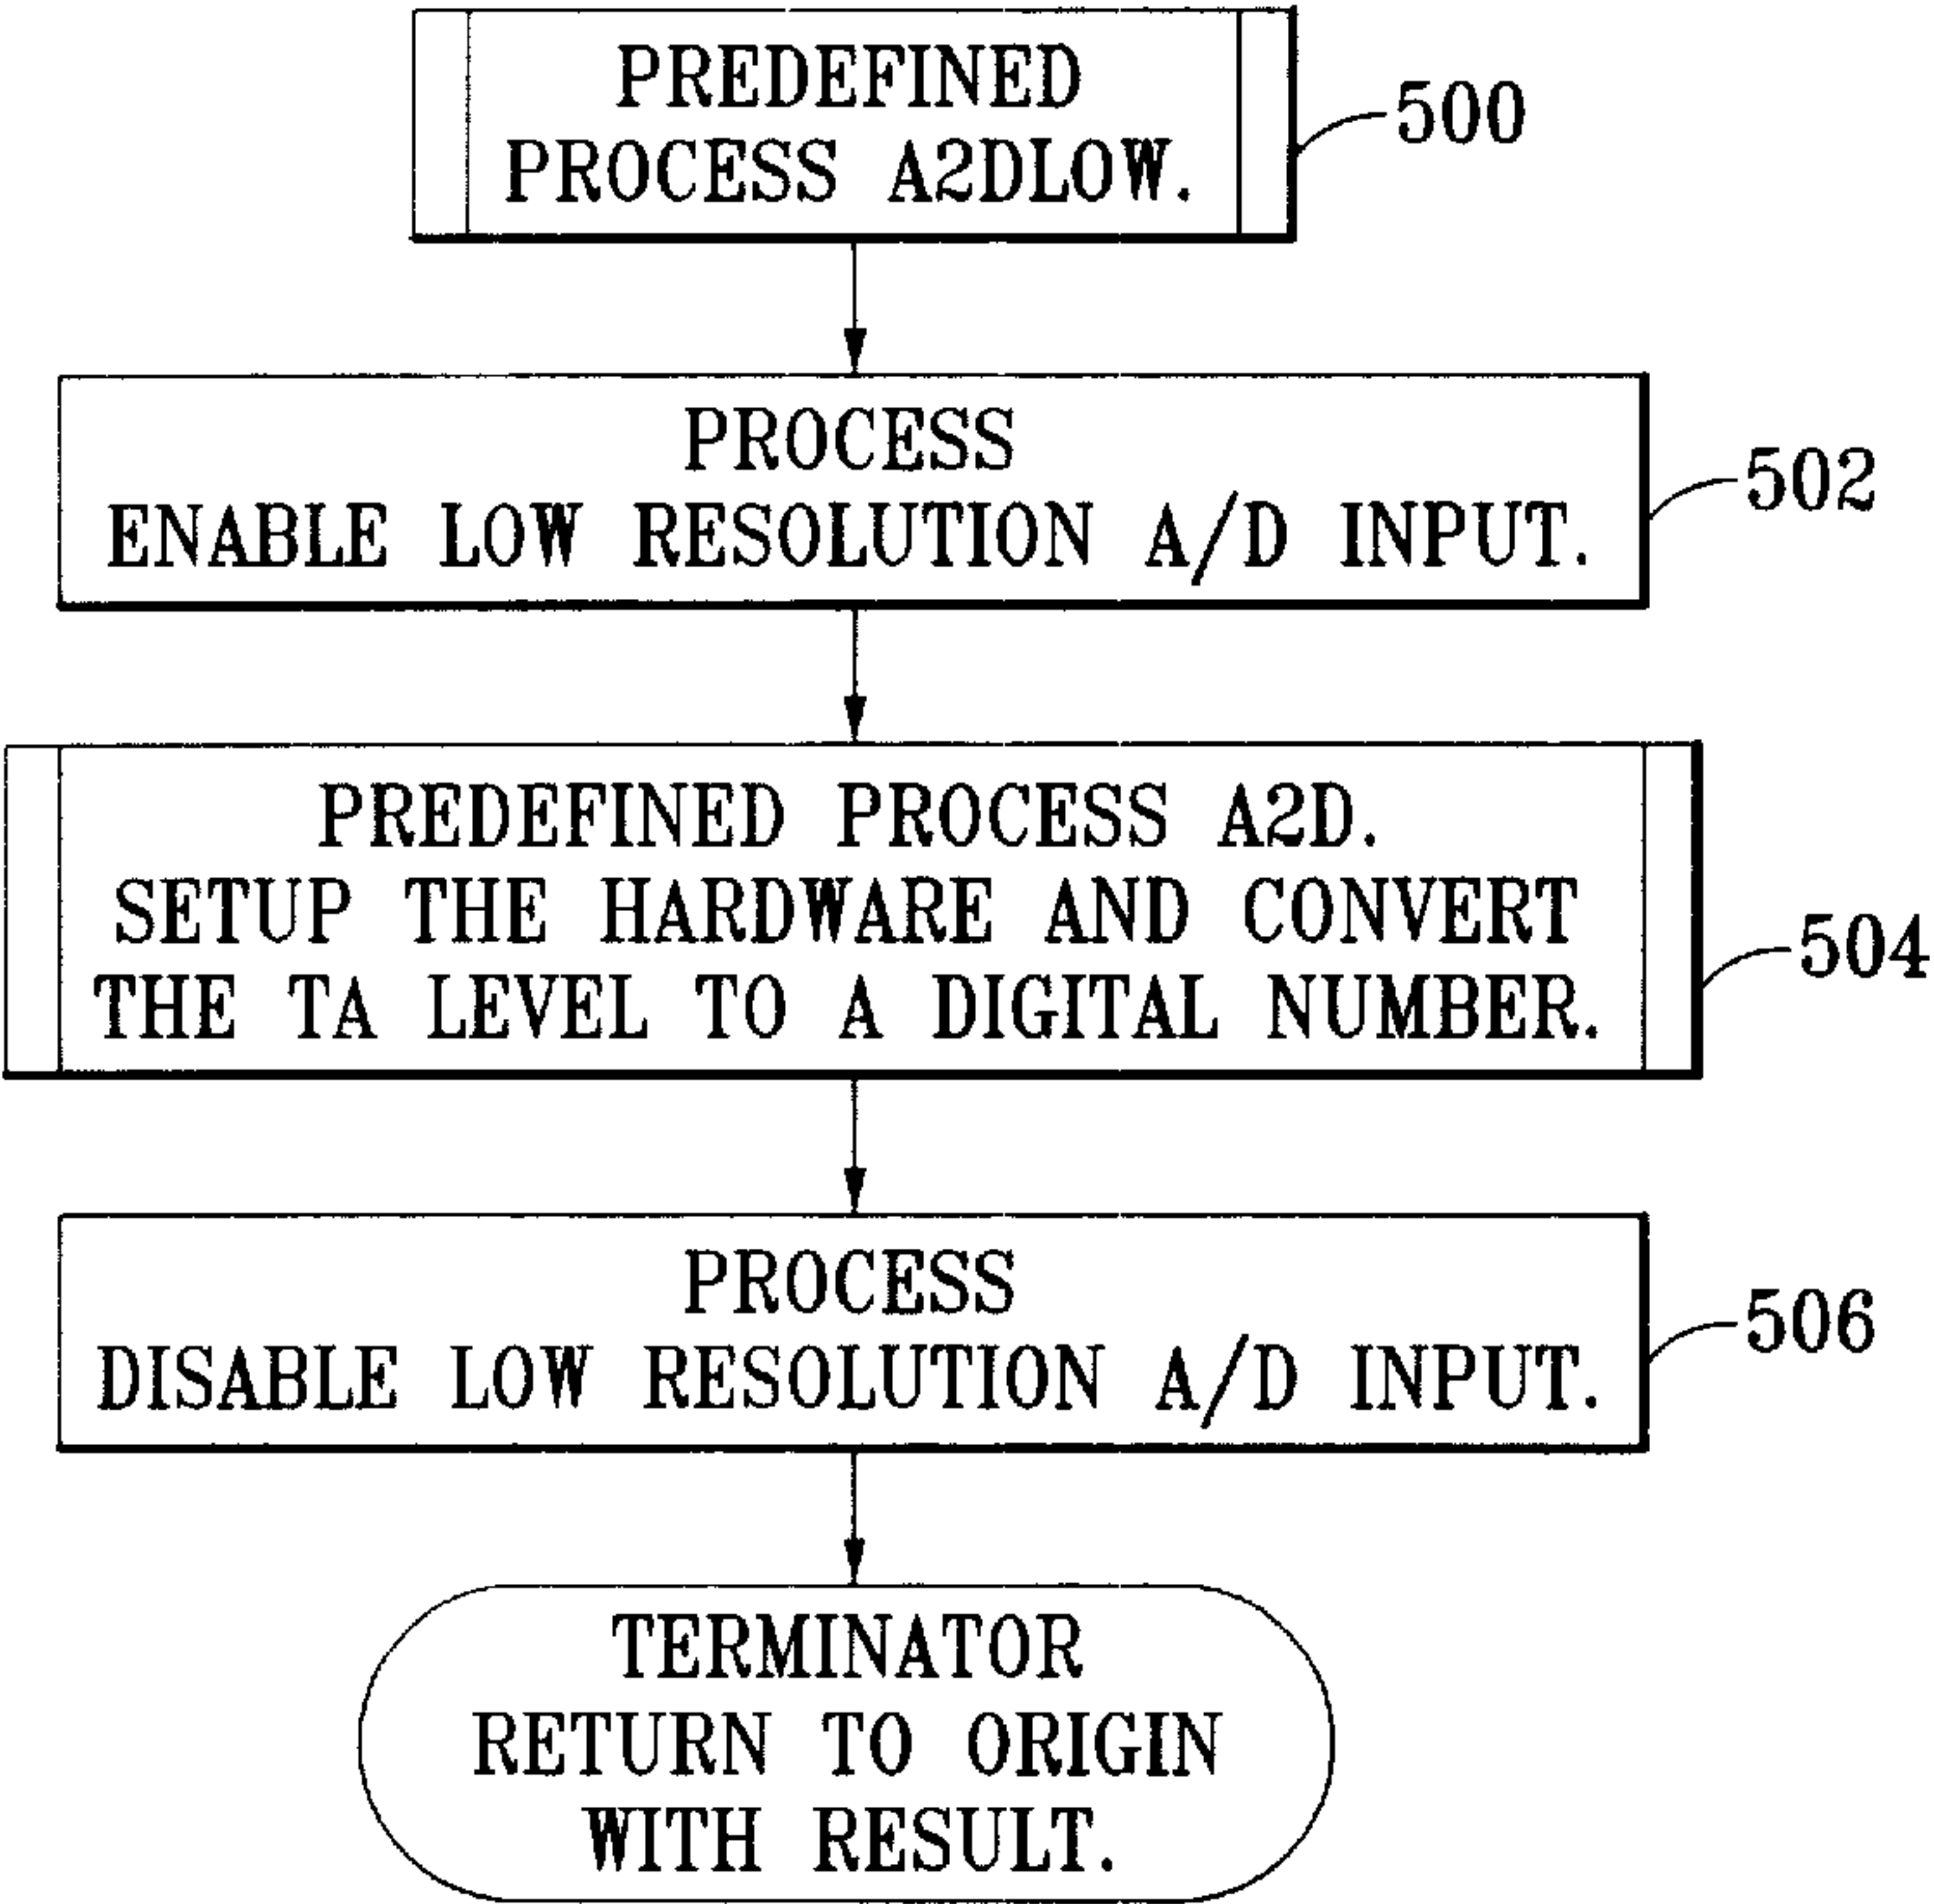 PREDEFINED
PROCESS A2DLOW.
500
PROCESS
ENABLE LOW RESOLUTION A/D INPUT.
502
PREDEFINED PROCESS A2D.
SETUP THE HARDWARE AND CONVERT
THE TA LEVEL TO A DIGITAL NUMBER.
504
PROCESS
DISABLE LOW RESOLUTION A/D INPUT.
506
TERMINATOR
RETURN TO ORIGIN
WITH RESULT.